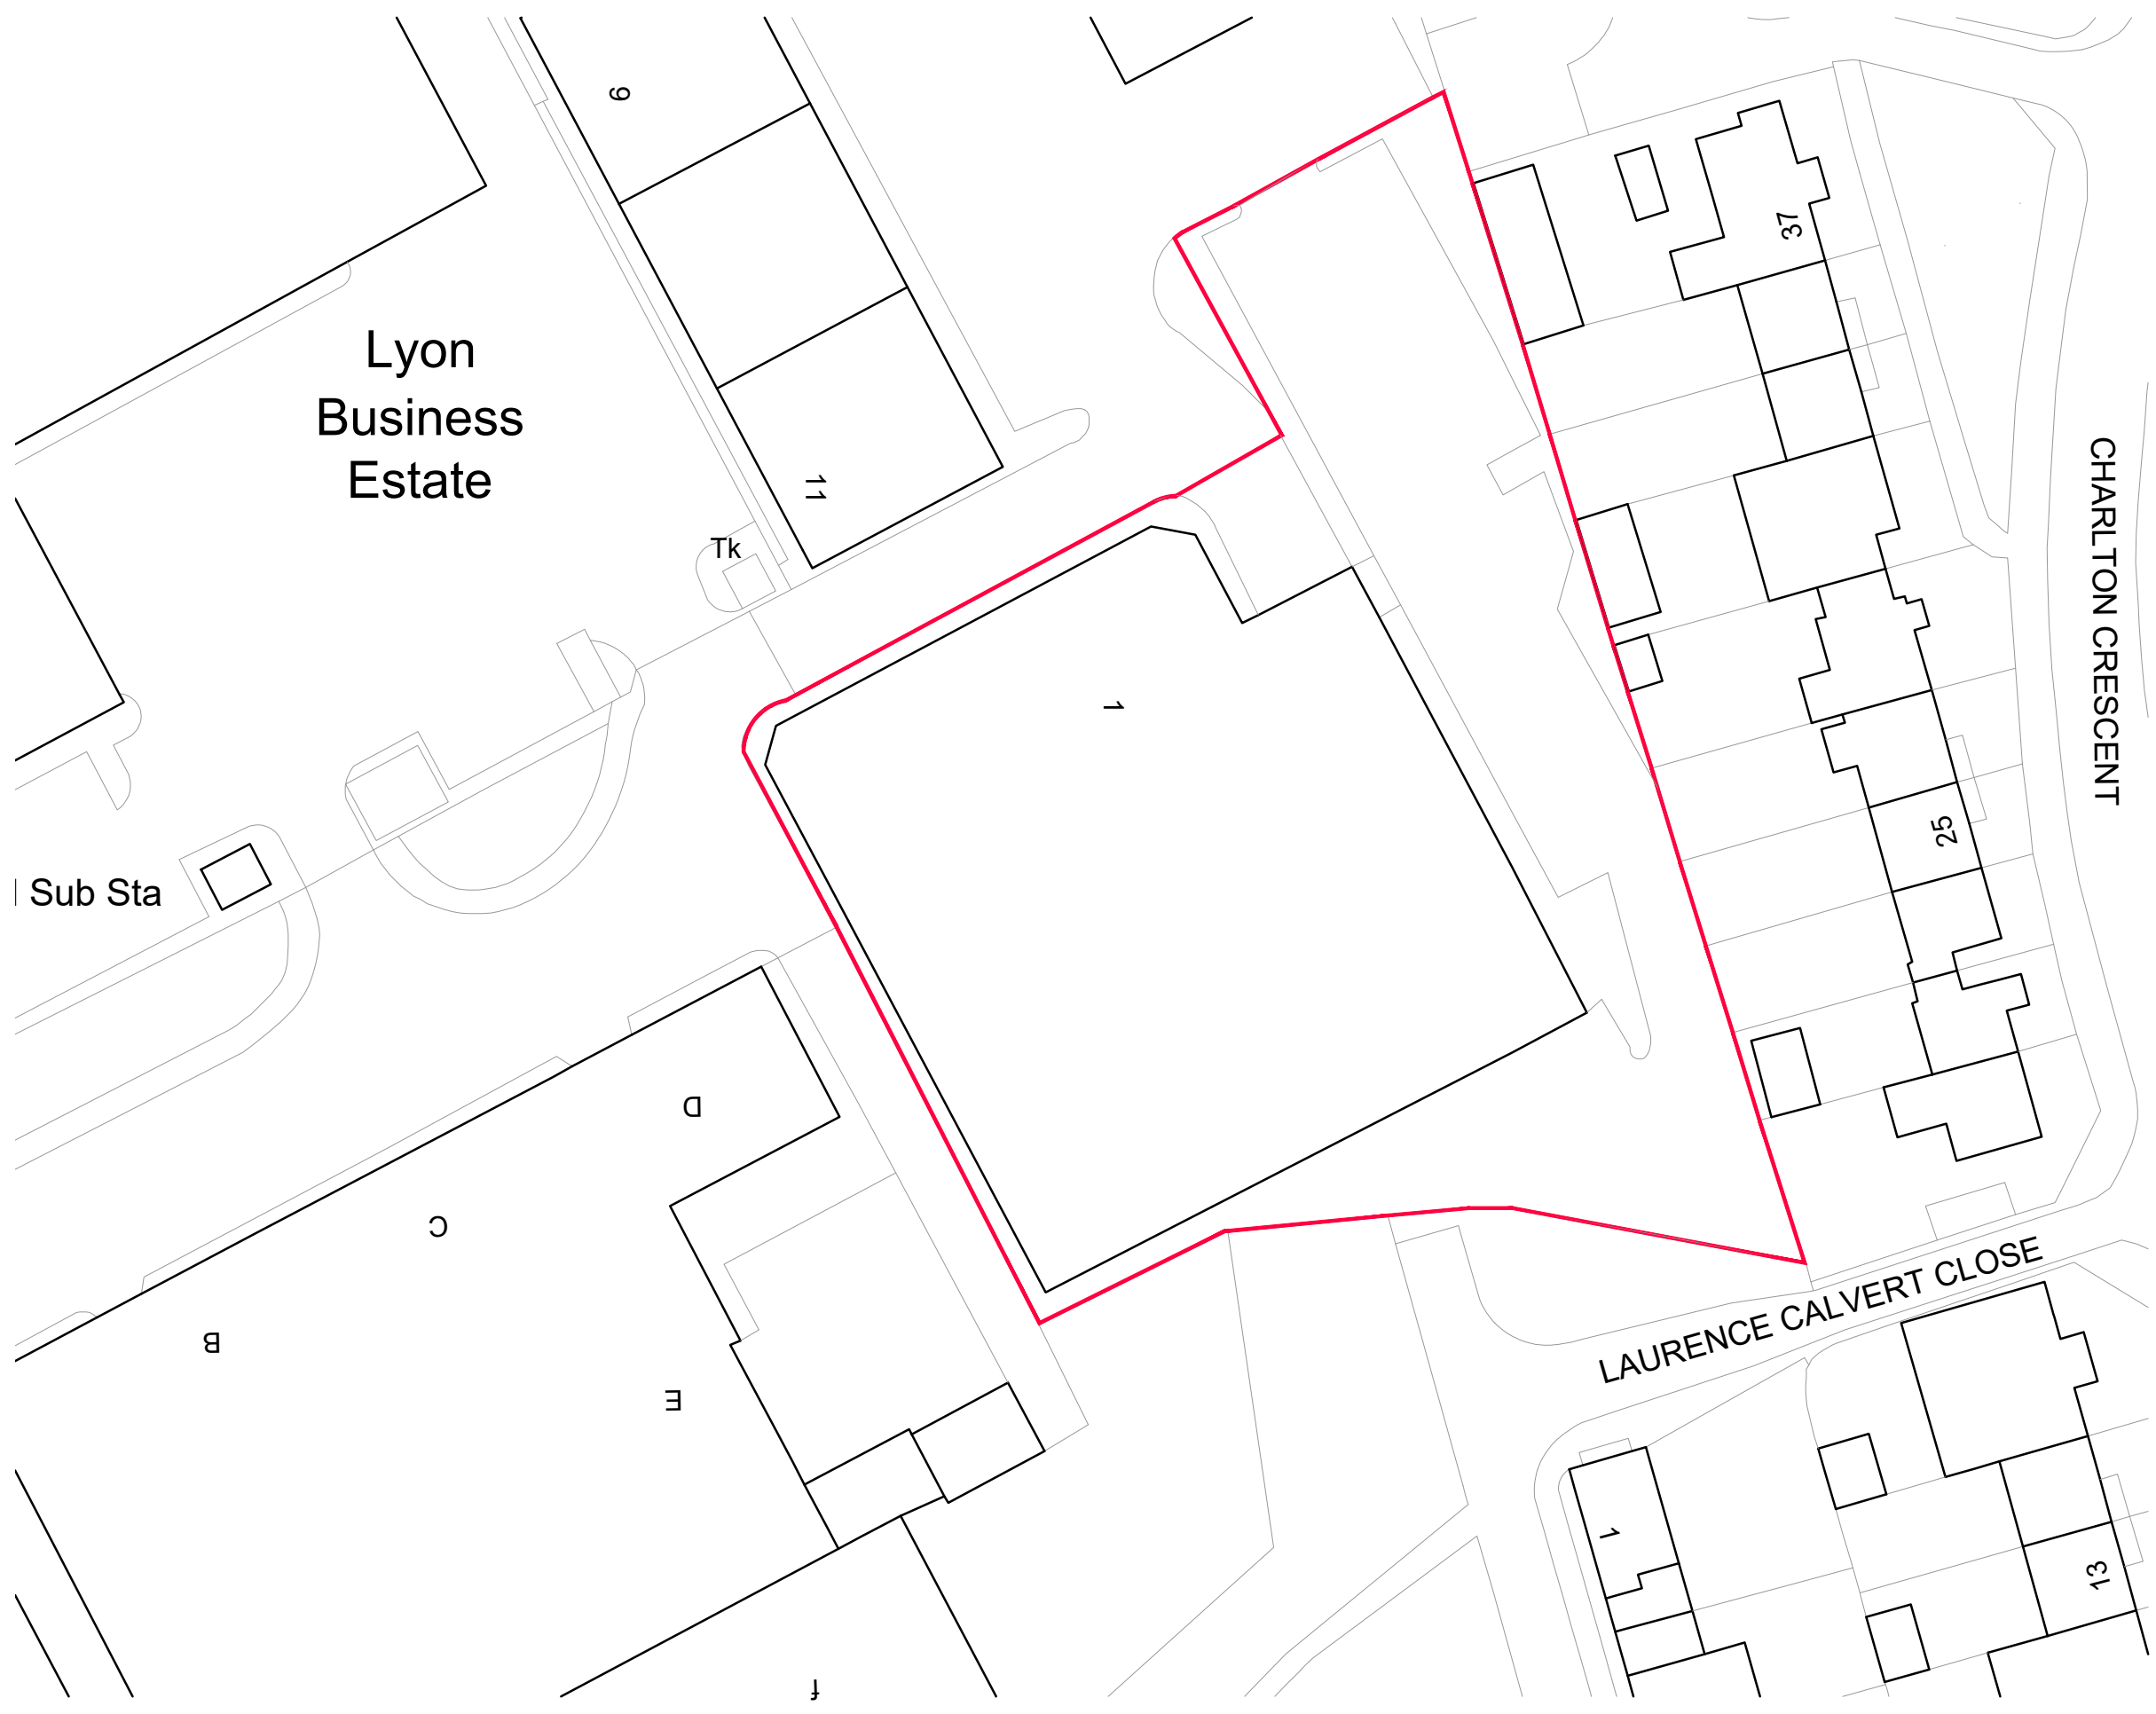 9
37
Lyon
Business
Estate
11
Tk
CHARLTON CRESCENT
1
25
l Sub Sta
D
C
B
E
LAURENCE CALVERT CLOSE
1
13
f